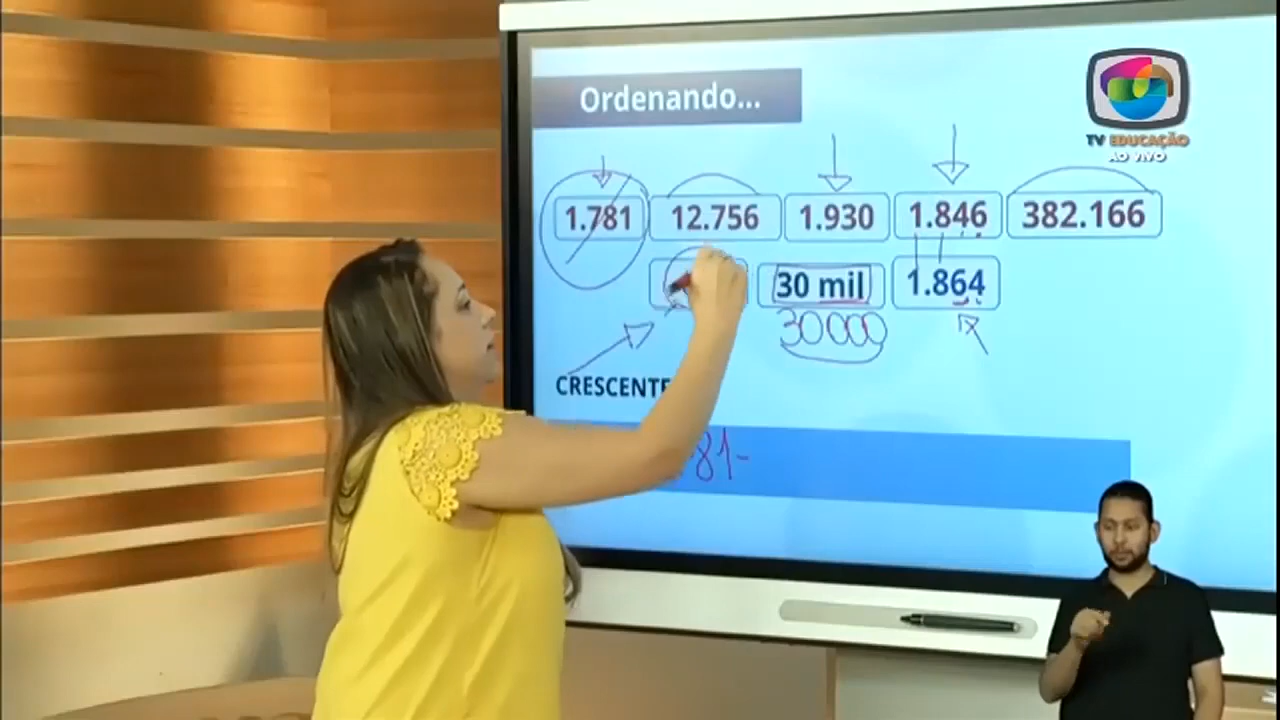 Ordenando...
TV EDUCAÇÃO
AO VIVO
1.781 12.756 1.930 1.846 382.166
30 mil 1.864
30000
CRESCENTE
81-